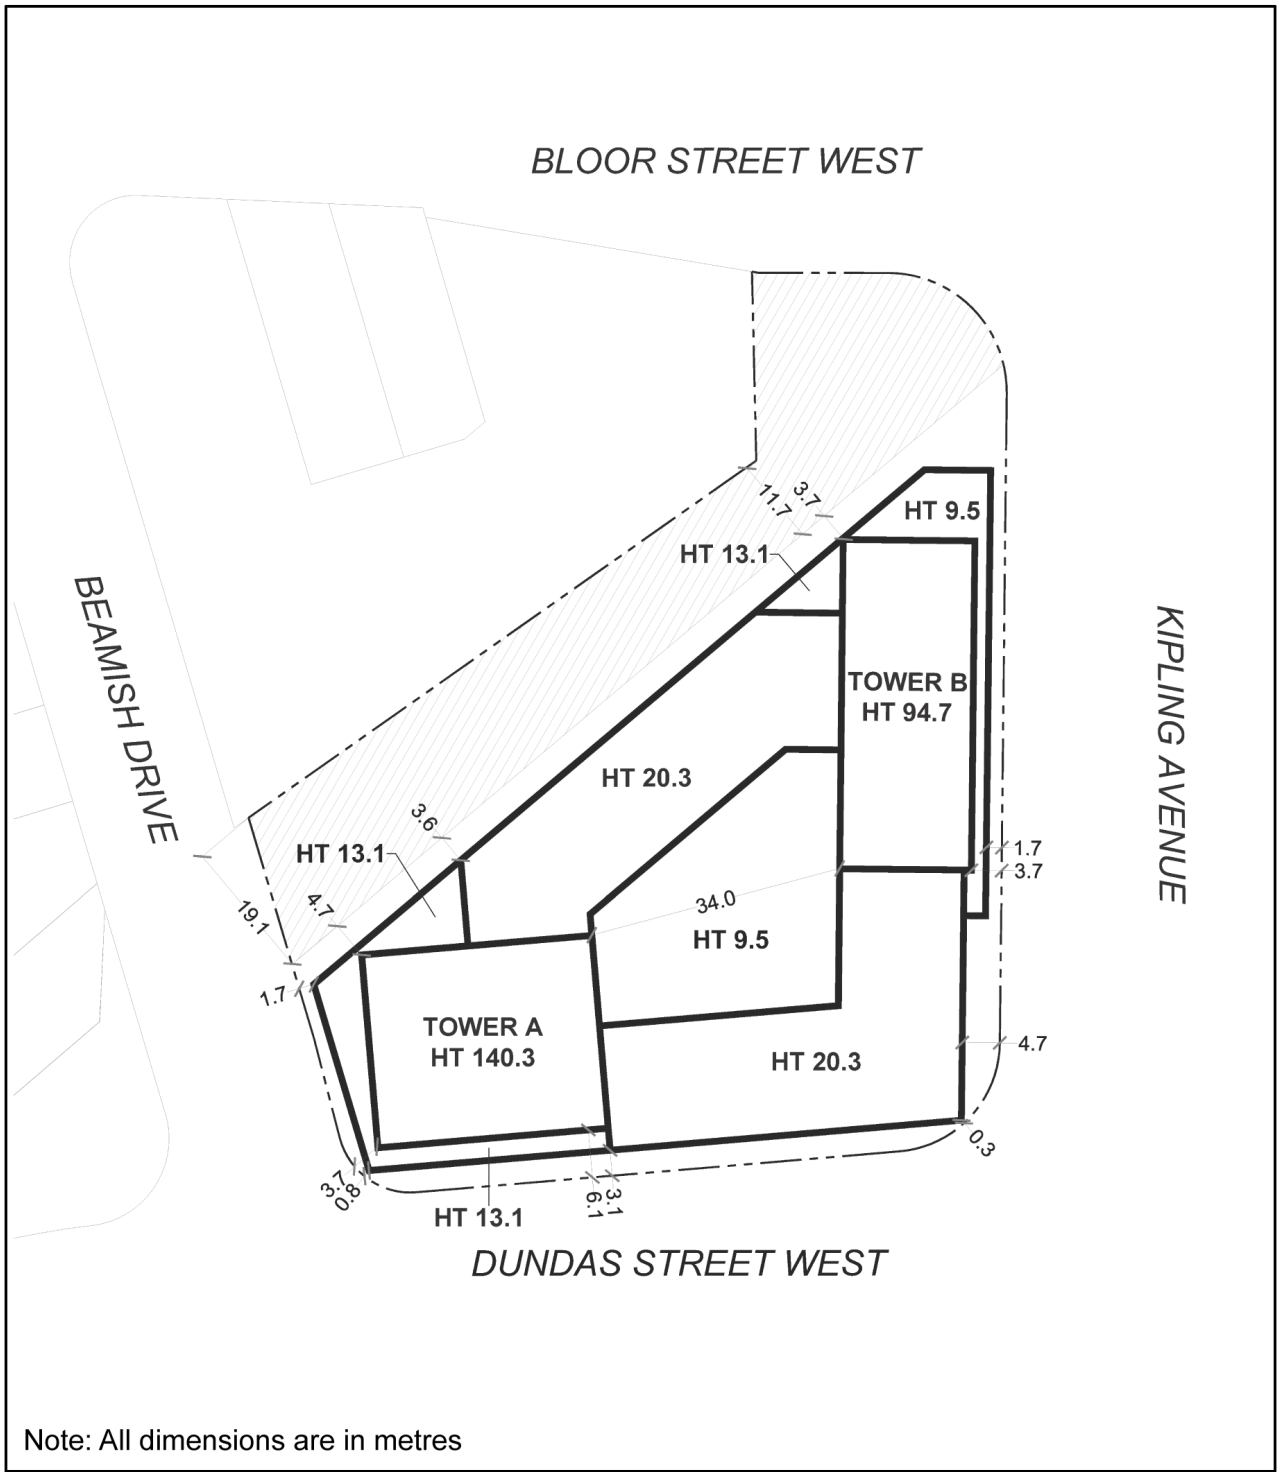 BLOOR STREET WEST
3.7
11.7
HT 9.5
HT 13.1
BEAMISH DRIVE
KIPLING AVENUE
TOWER B
HT 94.7
HT 20.3
3.6
HT 13.1
1.7
3.7
4.7
19.1
34.0
HT 9.5
1.7
TOWER A
HT 140.3
HT 20.3
4.7
0.3
3.7
0.8
6.1
3.1
HT 13.1
DUNDAS STREET WEST
Note: All dimensions are in metres